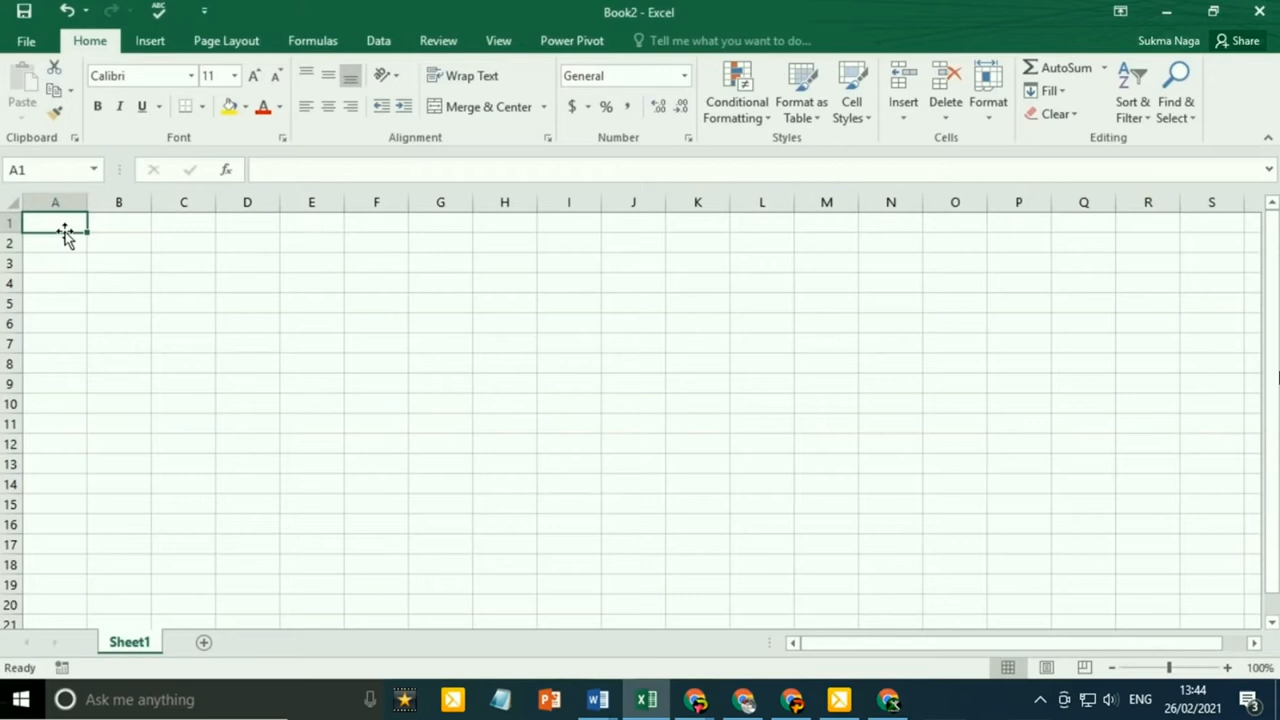 Book2 - Excel
File Home Insert Page Layout Formulas Data Review View Power Pivot Tell me what you want to do... Sukma Naga Share
Paste
Calibri 11
B I U A
Wrap Text
Merge & Center
General
$ % ,
Conditional Formatting
Format as Table
Cell Styles
Insert
Delete
Format
AutoSum
Fill
Clear
Sort & Filter
Find & Select
Clipboard Font Alignment Number Styles Cells Editing
A1 fx
A B C D E F G H I J K L M N O P Q R S
1
2
3
4
5
6
7
8
9
10
11
12
13
14
15
16
17
18
19
20
21
Sheet1
Ready 100%
Ask me anything ENG 13:44
26/02/2021 3